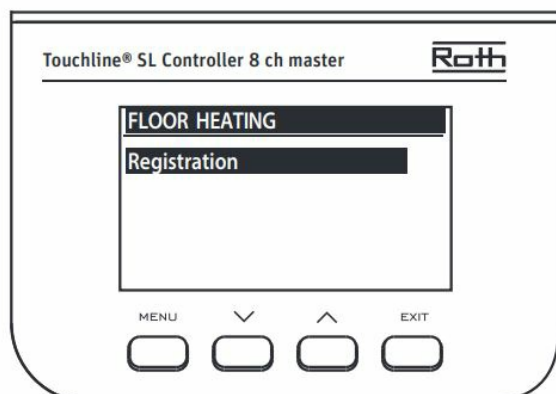 Touchline® SL Controller 8 ch master
Roth
FLOOR HEATING
Registration
MENU
EXIT